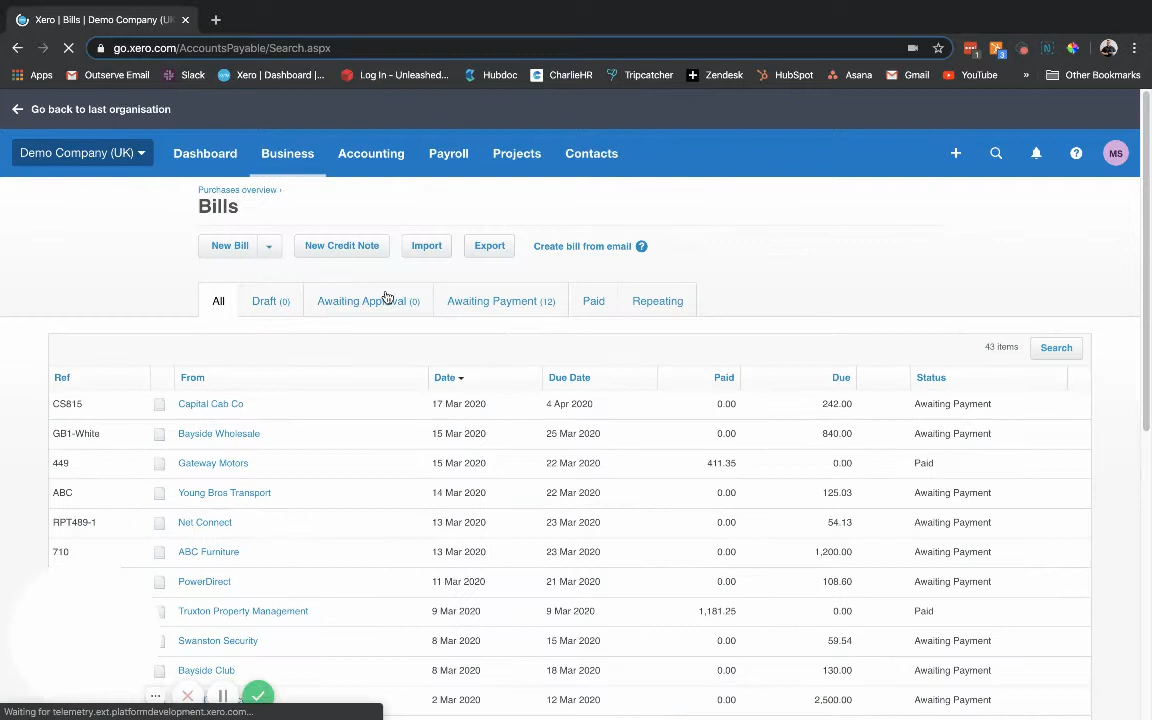 Xero | Bills | Demo Company (UK
go.xero.com/AccountsPayable/Search.aspx
Apps Outserve Email Slack Xero | Dashboard |... Log In - Unleashed... Hubdoc CharlieHR Tripcatcher Zendesk HubSpot Asana Gmail YouTube » Other Bookmarks
Go back to last organisation
Demo Company (UK) Dashboard Business Accounting Payroll Projects Contacts MS
Purchases overview ›
Bills
New Bill New Credit Note Import Export Create bill from email ?
All Draft (0) Awaiting Approval (0) Awaiting Payment (12) Paid Repeating
43 items Search
Ref From Date Due Date Paid Due Status
CS815 Capital Cab Co 17 Mar 2020 4 Apr 2020 0.00 242.00 Awaiting Payment
GB1-White Bayside Wholesale 15 Mar 2020 25 Mar 2020 0.00 840.00 Awaiting Payment
449 Gateway Motors 15 Mar 2020 22 Mar 2020 411.35 0.00 Paid
ABC Young Bros Transport 14 Mar 2020 22 Mar 2020 0.00 125.03 Awaiting Payment
RPT489-1 Net Connect 13 Mar 2020 23 Mar 2020 0.00 54.13 Awaiting Payment
710 ABC Furniture 13 Mar 2020 23 Mar 2020 0.00 1,200.00 Awaiting Payment
PowerDirect 11 Mar 2020 21 Mar 2020 0.00 108.60 Awaiting Payment
Truxton Property Management 9 Mar 2020 9 Mar 2020 1,181.25 0.00 Paid
Swanston Security 8 Mar 2020 15 Mar 2020 0.00 59.54 Awaiting Payment
Bayside Club 8 Mar 2020 18 Mar 2020 0.00 130.00 Awaiting Payment
2 Mar 2020 12 Mar 2020 0.00 2,500.00 Awaiting Payment
Waiting for telemetry.ext.platformdevelopment.xero.com...